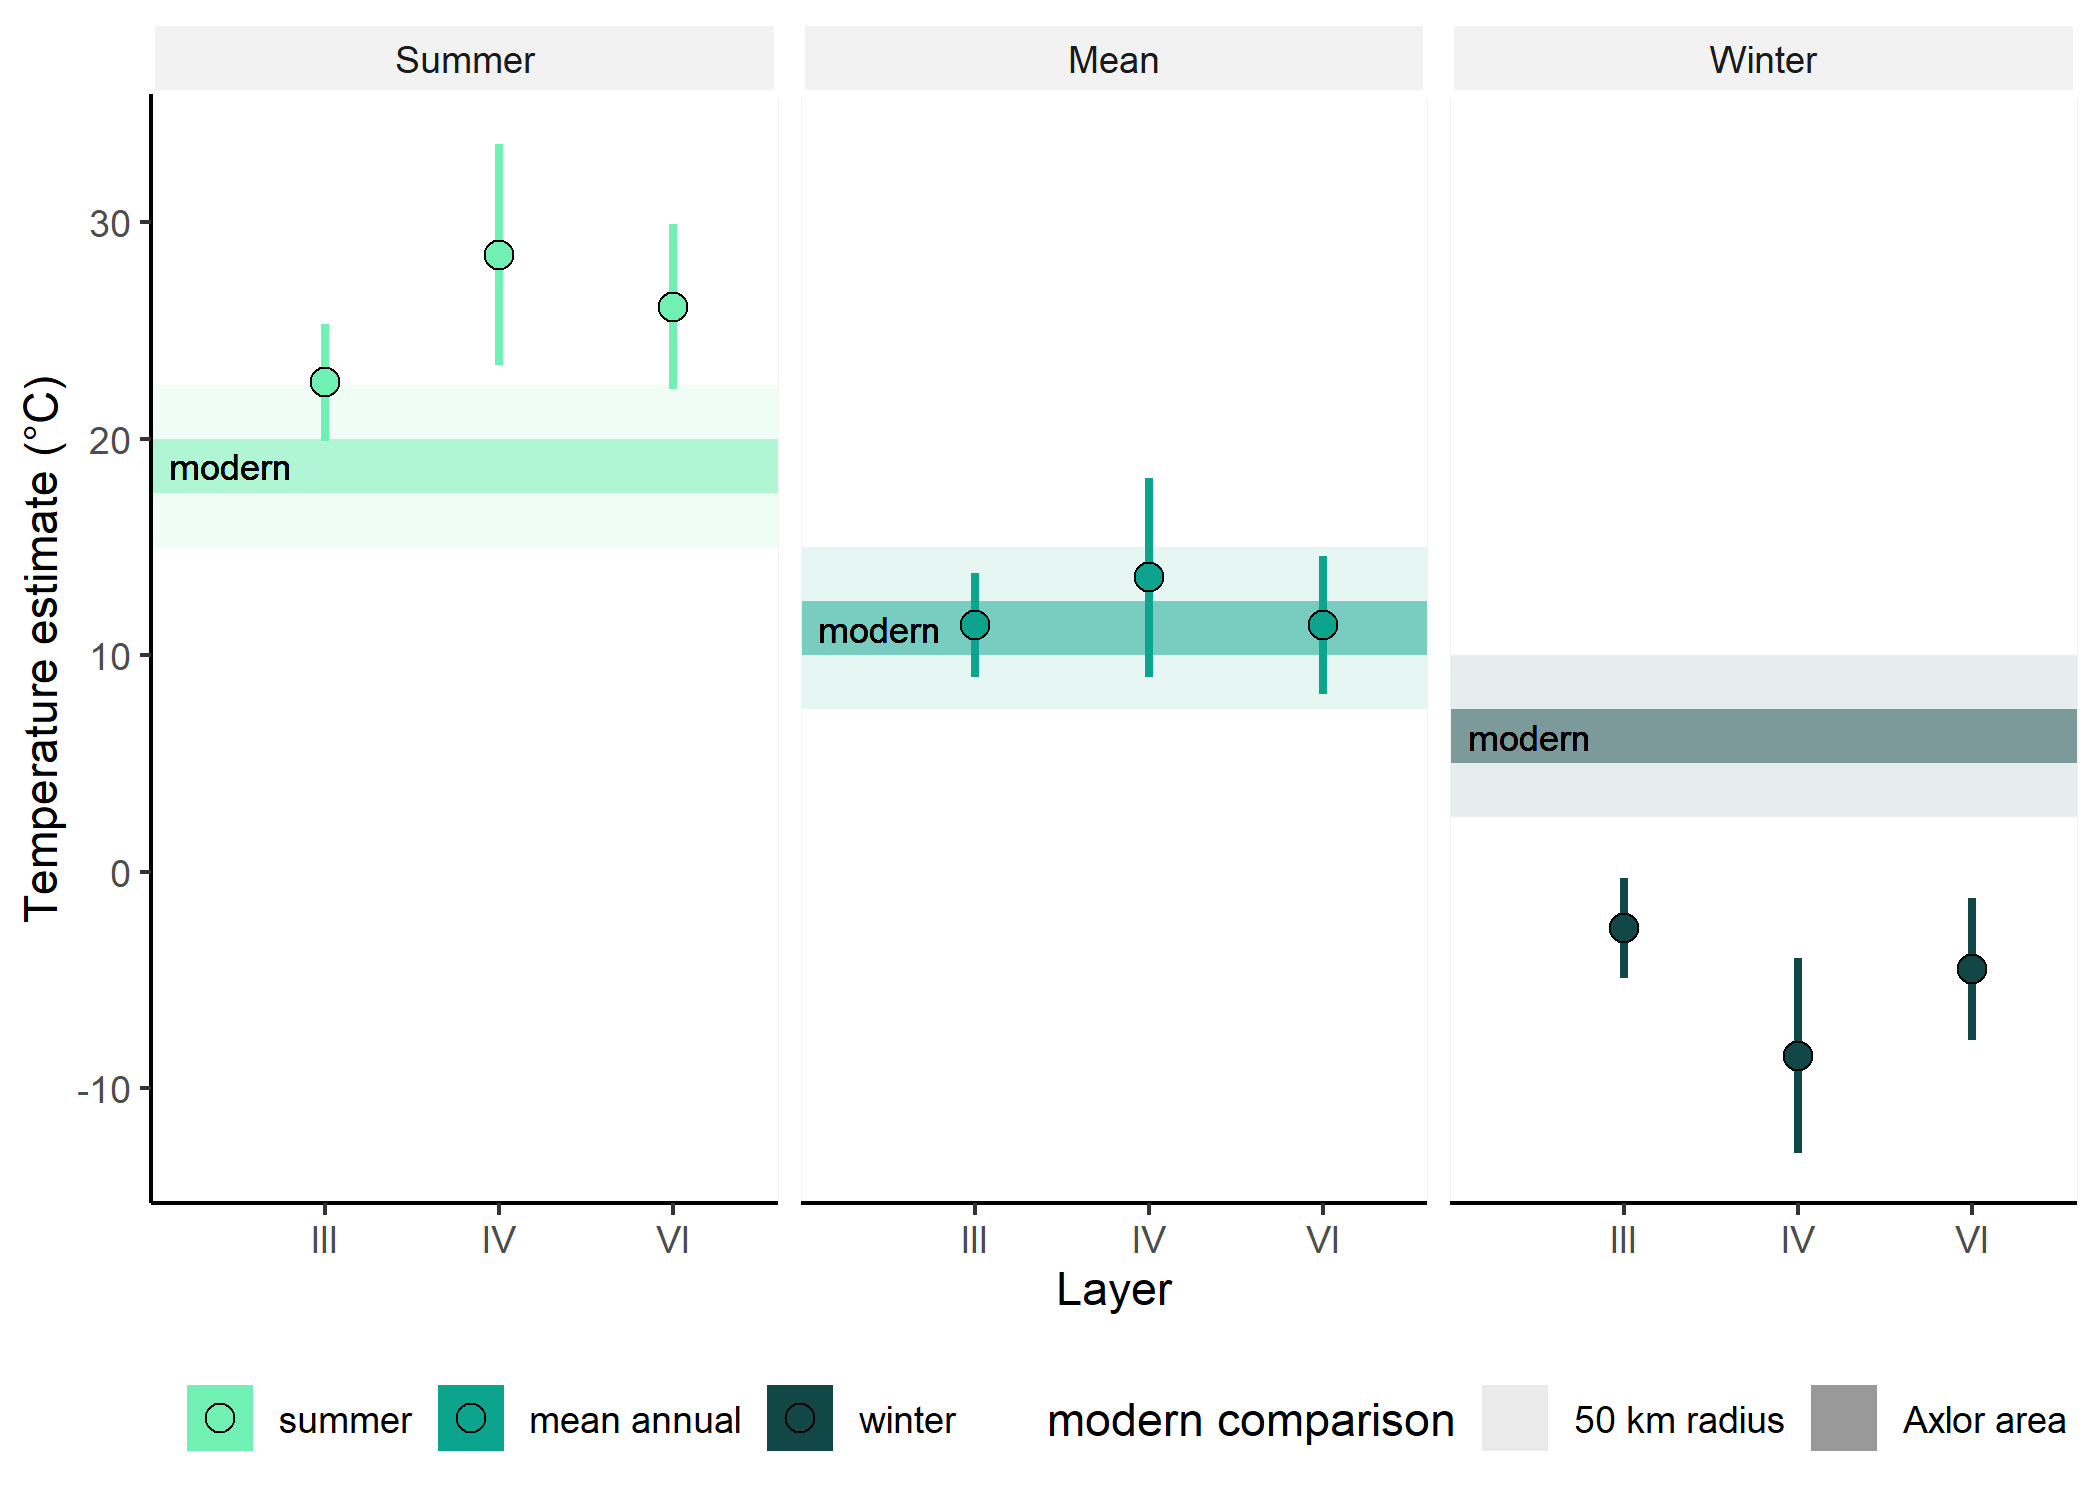 Summer Mean Winter
Temperature estimate (°C)
30
20
10
0
-10
modern
modern
modern
III IV VI III IV VI III IV VI
Layer
summer mean annual winter modern comparison 50 km radius Axlor area